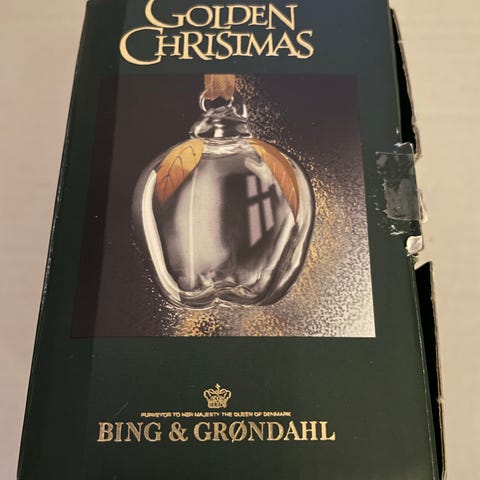 GOLDEN
CHRISTMAS
PURVEYOR TO HER MAJESTY THE QUEEN OF DENMARK
BING & GRØNDAHL